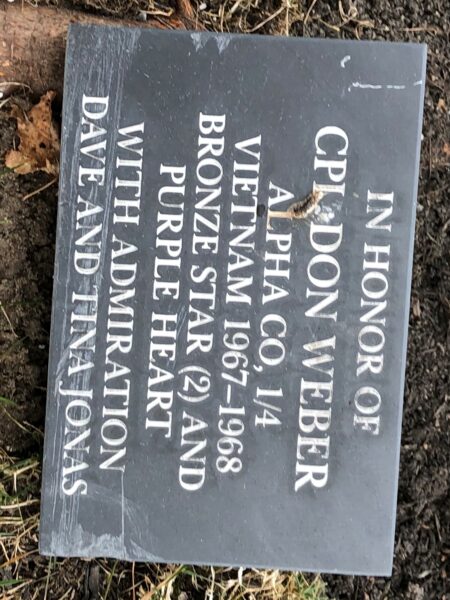 IN HONOR OF
CPL DON WEBER
ALPHA CO, 1/4
VIETNAM 1967-1968
BRONZE STAR (2) AND
PURPLE HEART
WITH ADMIRATION
DAVE AND TINA JONAS